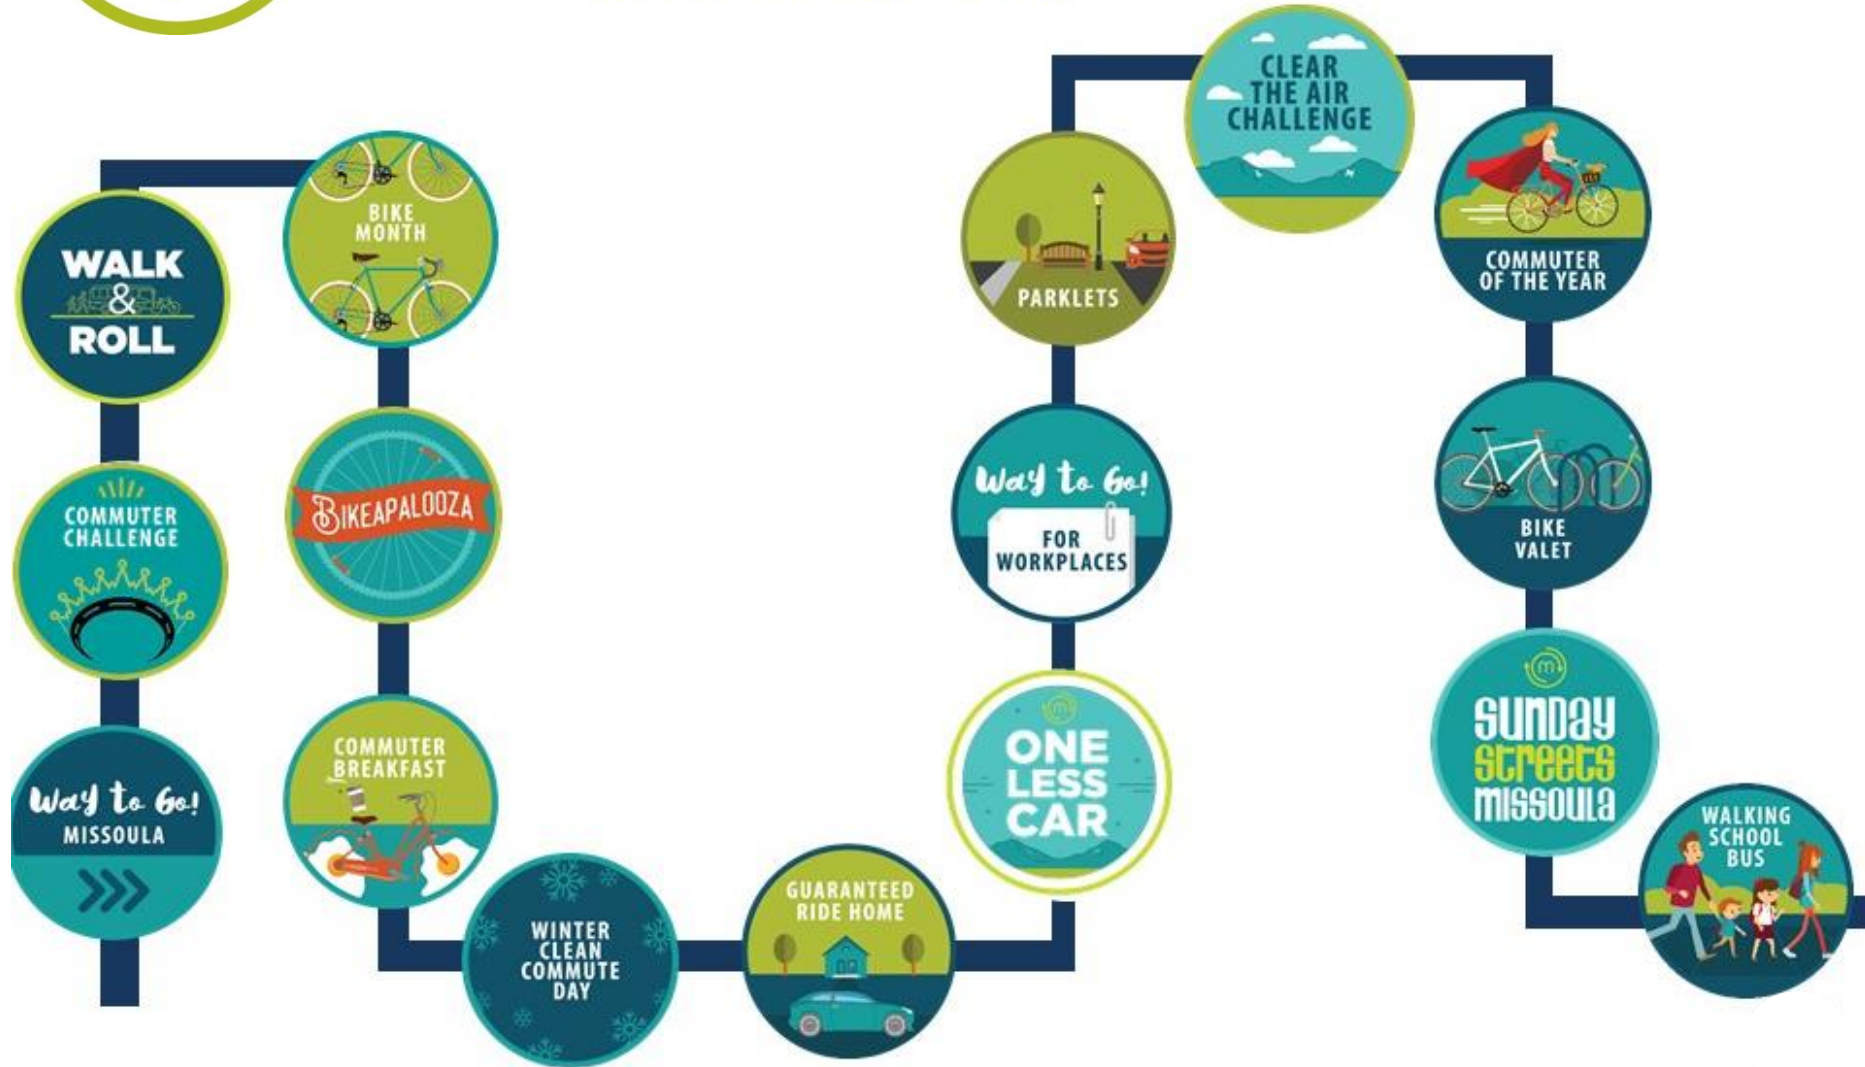 WALK
&
ROLL
COMMUTER
CHALLENGE
Way to Go!
MISSOULA
BIKE
MONTH
BIKEAPALOOZA
COMMUTER
BREAKFAST
WINTER
CLEAN
COMMUTE
DAY
GUARANTEED
RIDE HOME
m
ONE
LESS
CAR
Way to Go!
FOR
WORKPLACES
PARKLETS
CLEAR
THE AIR
CHALLENGE
COMMUTER
OF THE YEAR
BIKE
VALET
m
SUNDAY
STREETS
MISSOULA
WALKING
SCHOOL
BUS